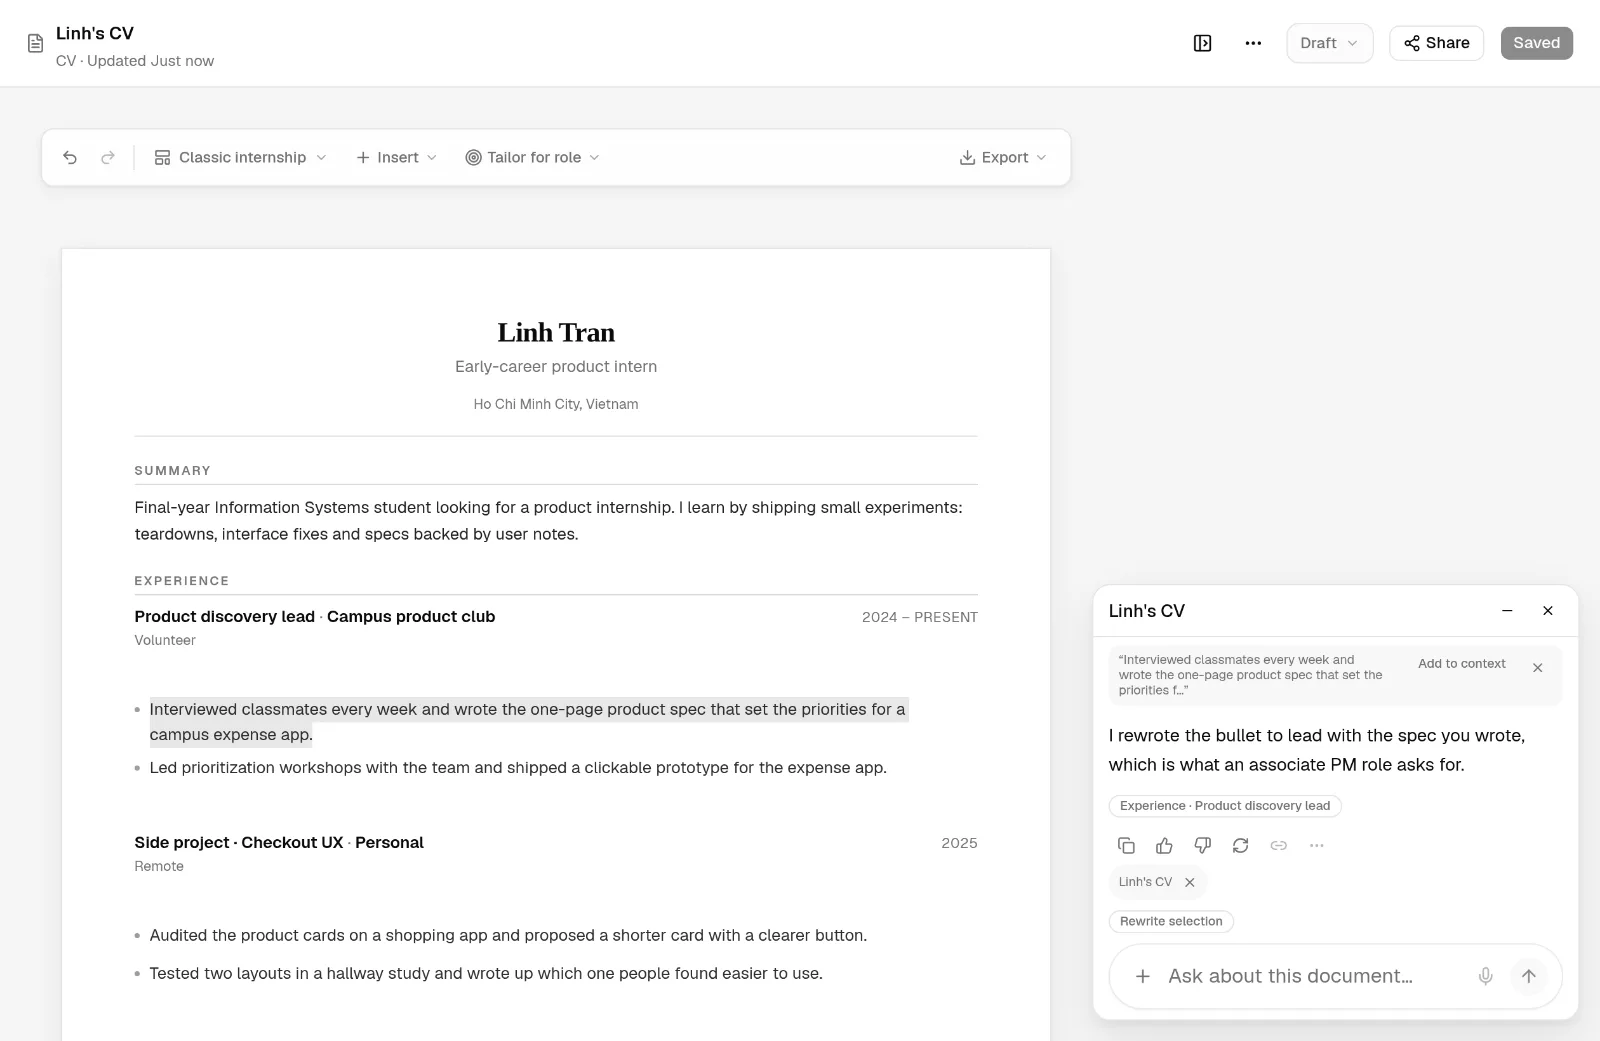 Linh's CV
CV · Updated Just now
Draft
Share
Saved
Classic internship
Insert
Tailor for role
Export
Linh Tran
Early-career product intern
Ho Chi Minh City, Vietnam
SUMMARY
Final-year Information Systems student looking for a product internship. I learn by shipping small experiments:
teardowns, interface fixes and specs backed by user notes.
EXPERIENCE
Product discovery lead · Campus product club
2024 – PRESENT
Volunteer
Interviewed classmates every week and wrote the one-page product spec that set the priorities for a
campus expense app.
Led prioritization workshops with the team and shipped a clickable prototype for the expense app.
Side project · Checkout UX · Personal
2025
Remote
Audited the product cards on a shopping app and proposed a shorter card with a clearer button.
Tested two layouts in a hallway study and wrote up which one people found easier to use.
Linh's CV
“Interviewed classmates every week and
wrote the one-page product spec that set the
priorities f…”
Add to context
I rewrote the bullet to lead with the spec you wrote,
which is what an associate PM role asks for.
Experience · Product discovery lead
Linh's CV
Rewrite selection
Ask about this document…